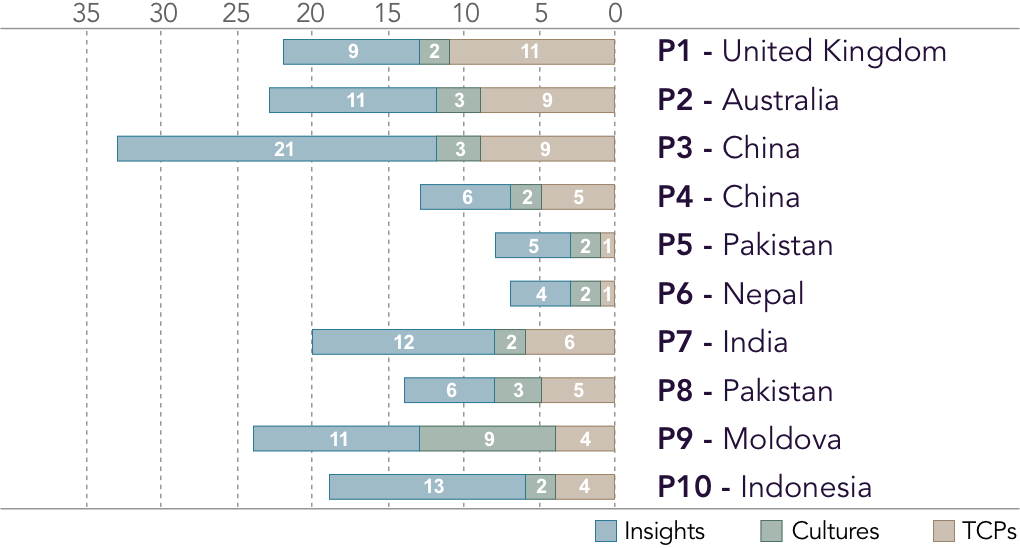 35 30 25 20 15 10 5 0
9 2 11 P1 - United Kingdom
11 3 9 P2 - Australia
21 3 9 P3 - China
6 2 5 P4 - China
5 2 1 P5 - Pakistan
4 2 1 P6 - Nepal
12 2 6 P7 - India
6 3 5 P8 - Pakistan
11 9 4 P9 - Moldova
13 2 4 P10 - Indonesia
Insights Cultures TCPs